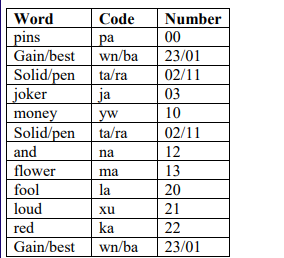 Word Code Number
pins pa 00
Gain/best wn/ba 23/01
Solid/pen ta/ra 02/11
joker ja 03
money yw 10
Solid/pen ta/ra 02/11
and na 12
flower ma 13
fool la 20
loud xu 21
red ka 22
Gain/best wn/ba 23/01